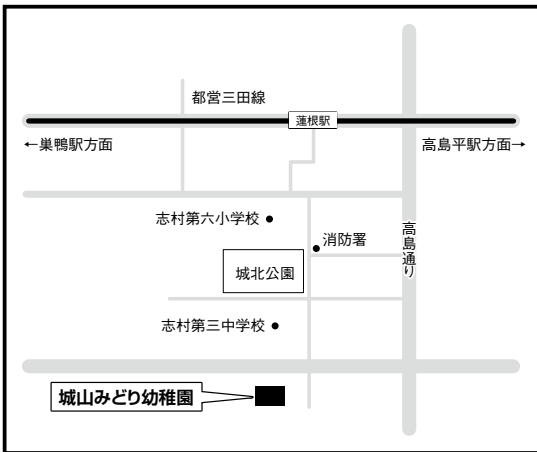 都営三田線
蓮根駅
←巣鴨駅方面
高島平駅方面→
志村第六小学校
消防署
高島通り
城北公園
志村第三中学校
城山みどり幼稚園